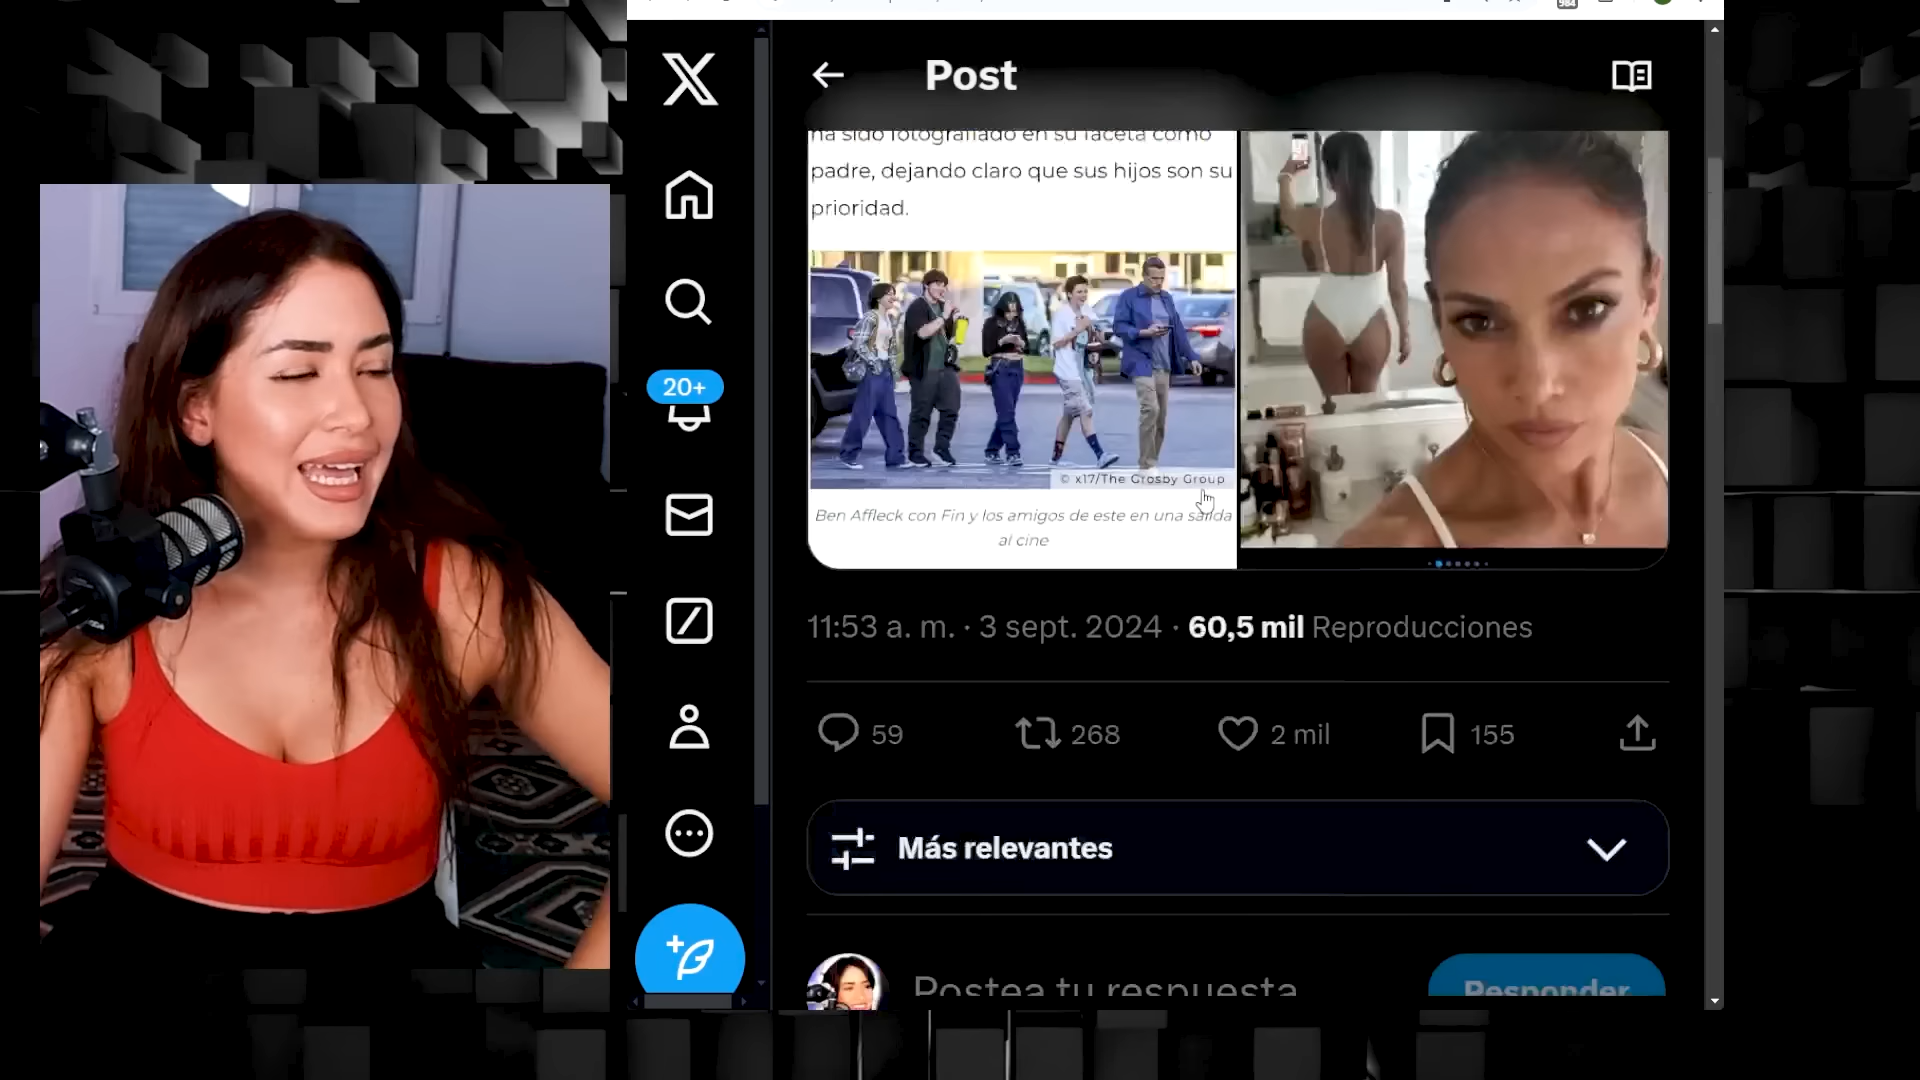 Post
ha sido fotografiado en su faceta como
padre, dejando claro que sus hijos son su
prioridad.
20+
© x17/The Grosby Group
Ben Affleck con Fin y los amigos de este en una salida
al cine
11:53 a. m. · 3 sept. 2024 · 60,5 mil Reproducciones
59 268 2 mil 155
Más relevantes
Postea tu respuesta
Responder